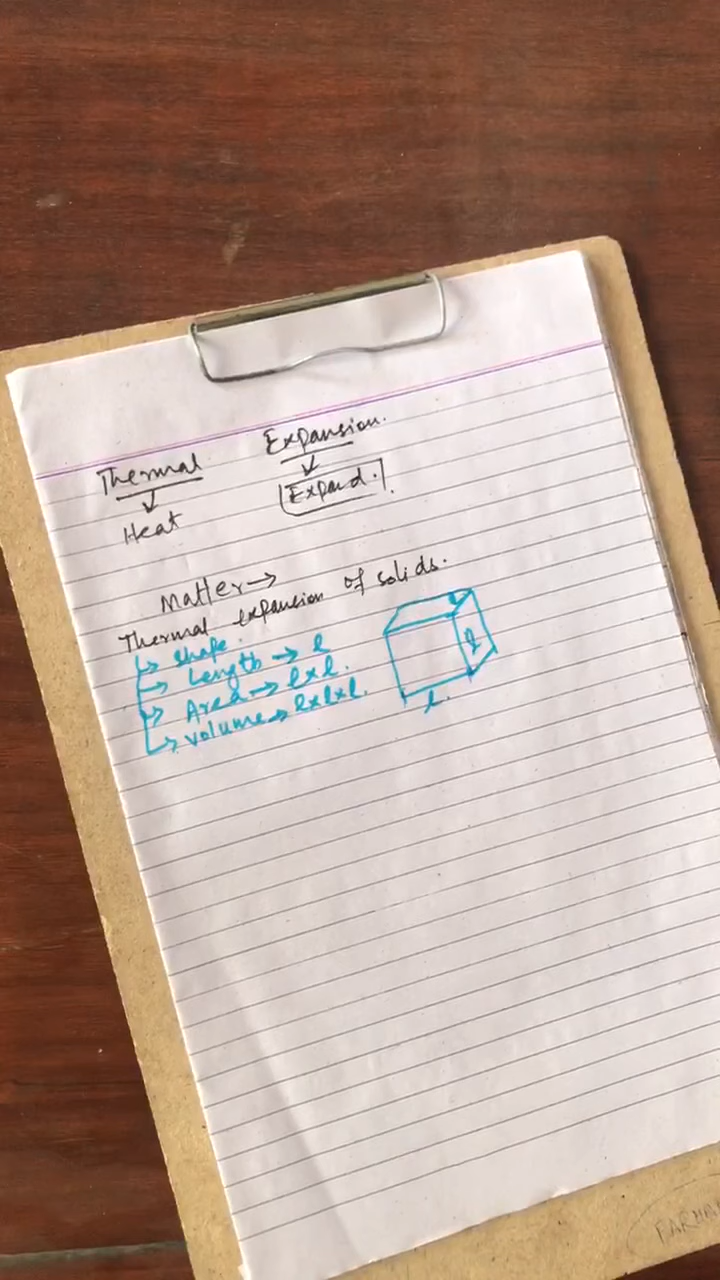 Thermal Expansion.
↓ ↓
Heat Expand.
Matter →
Thermal expansion of solids.
↳ Shape.
→ Length → l
↳ Area → l×l.
↳ Volume → l×l×l.
l
l
l.